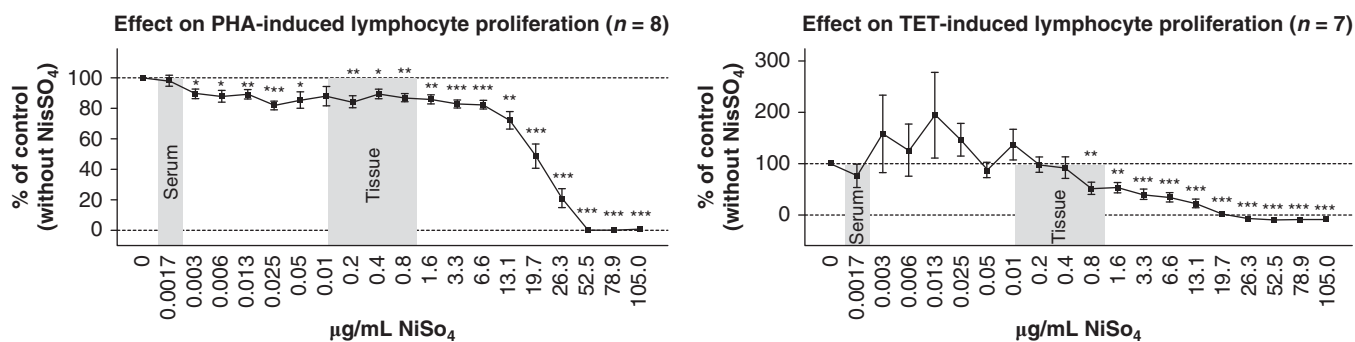 Effect on PHA-induced lymphocyte proliferation (n = 8)
% of control
(without NisSO₄)
100
80
60
40
20
0
* * ** *** * ** * ** ** *** *** ** *** *** *** *** ***
Serum
Tissue
0 0.0017 0.003 0.006 0.013 0.025 0.05 0.01 0.2 0.4 0.8 1.6 3.3 6.6 13.1 19.7 26.3 52.5 78.9 105.0
μg/mL NiSo₄
Effect on TET-induced lymphocyte proliferation (n = 7)
% of control
(without NisSO₄)
300
200
100
0
** ** *** *** *** *** *** *** *** ***
Serum
Tissue
0 0.0017 0.003 0.006 0.013 0.025 0.05 0.01 0.2 0.4 0.8 1.6 3.3 6.6 13.1 19.7 26.3 52.5 78.9 105.0
μg/mL NiSo₄